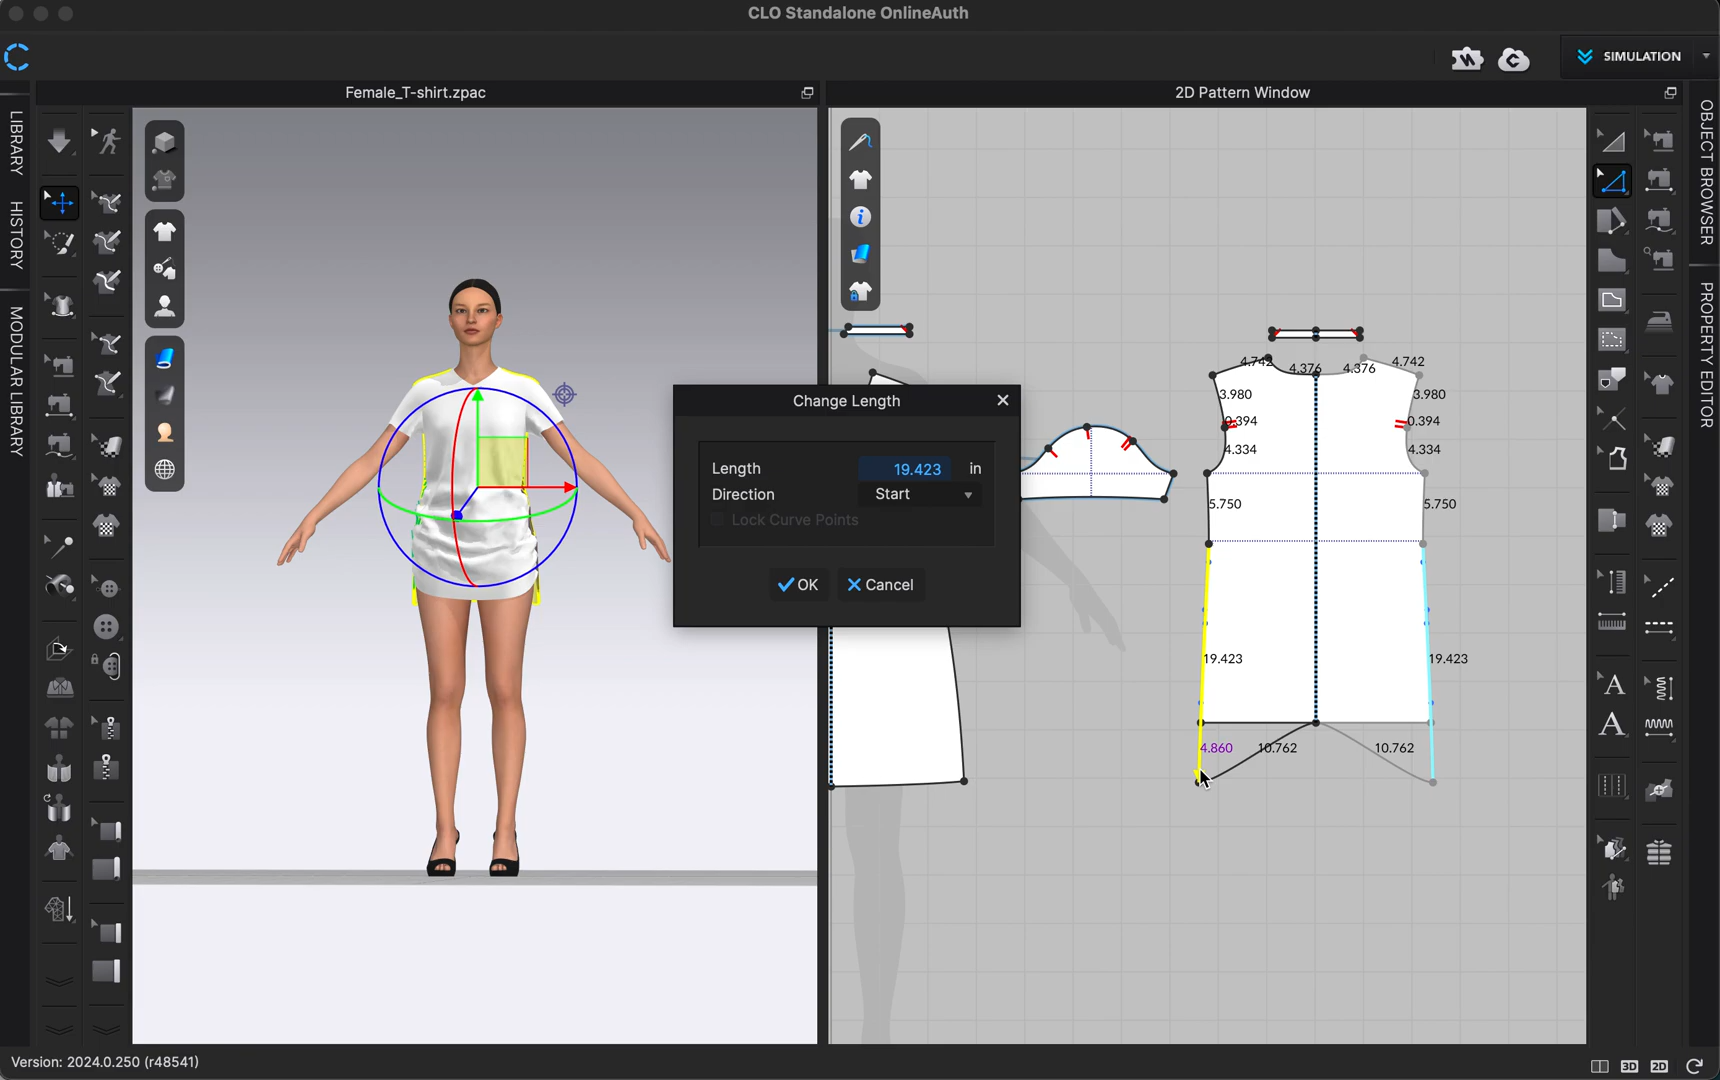 CLO Standalone OnlineAuth
SIMULATION
Female_T-shirt.zpac
2D Pattern Window
LIBRARY
HISTORY
MODULAR LIBRARY
OBJECT BROWSER
PROPERTY EDITOR
Change Length
Length 19.423 in
Direction Start
Lock Curve Points
OK Cancel
4.742 4.376 4.376 4.742
3.980 3.980
0.394 0.394
4.334 4.334
5.750 5.750
19.423 19.423
4.860 10.762 10.762
A
A
Version: 2024.0.250 (r48541)
3D 2D